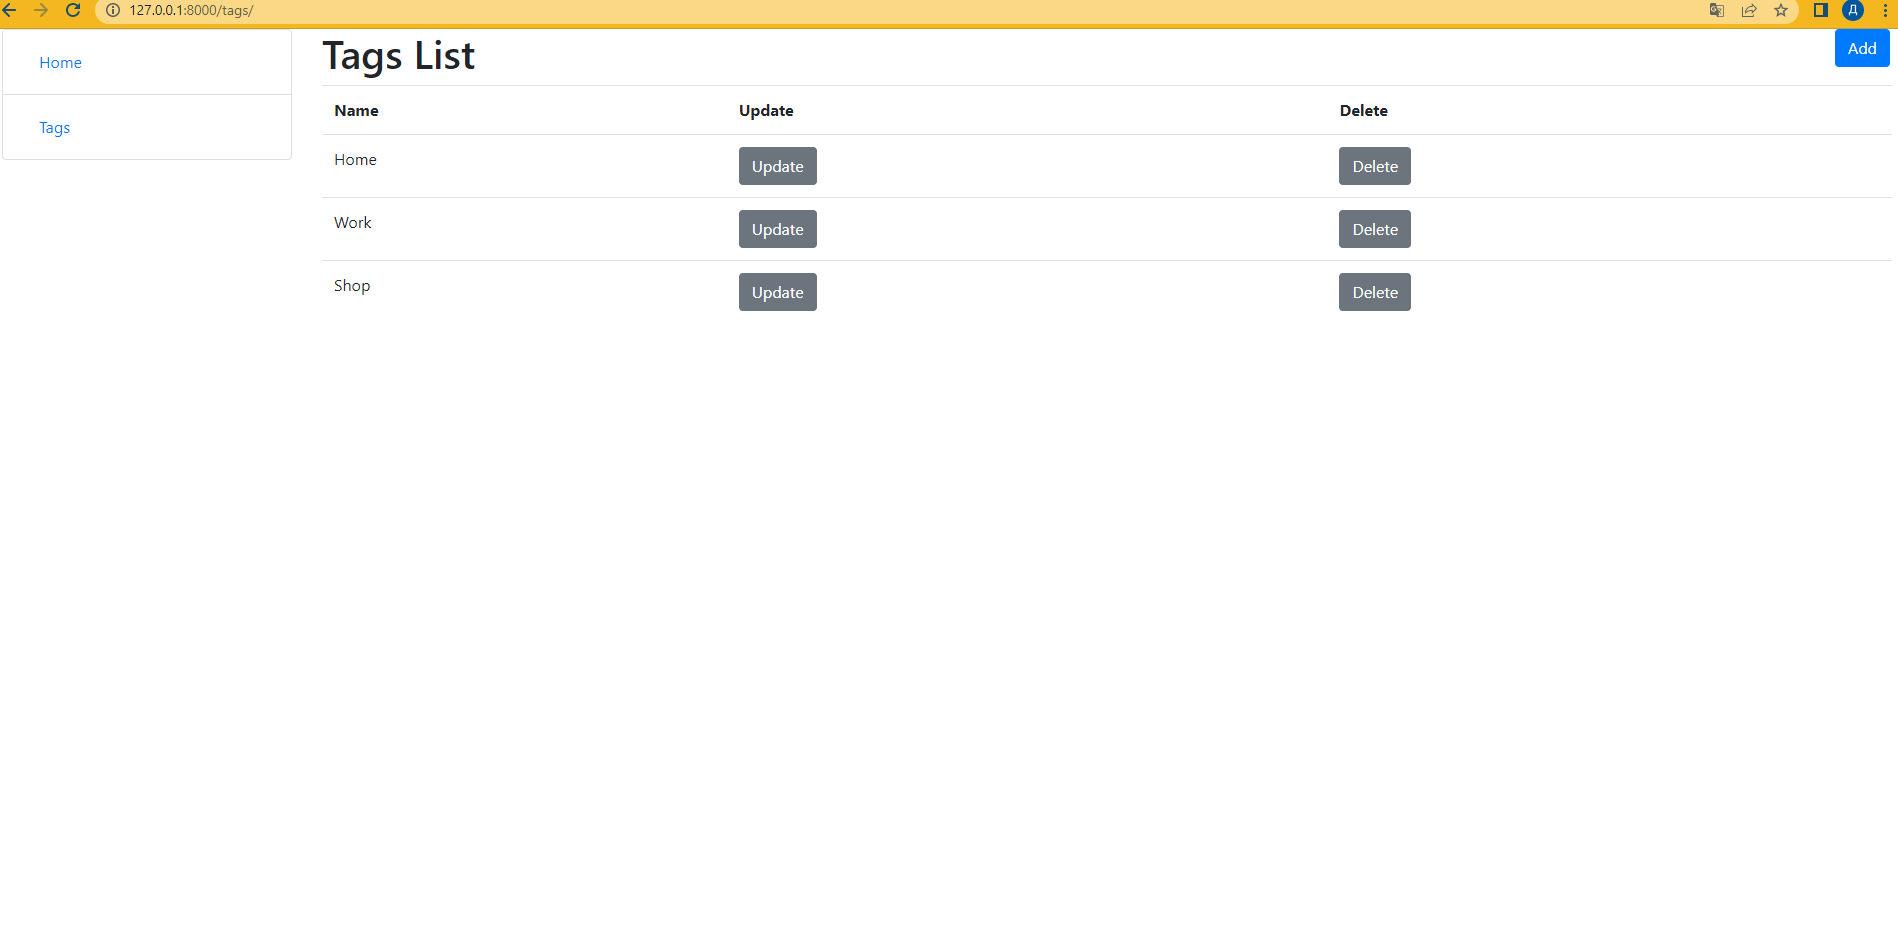 127.0.0.1:8000/tags/
Д
Home
Tags
Tags List
Add
Name Update Delete
Home Update Delete
Work Update Delete
Shop Update Delete